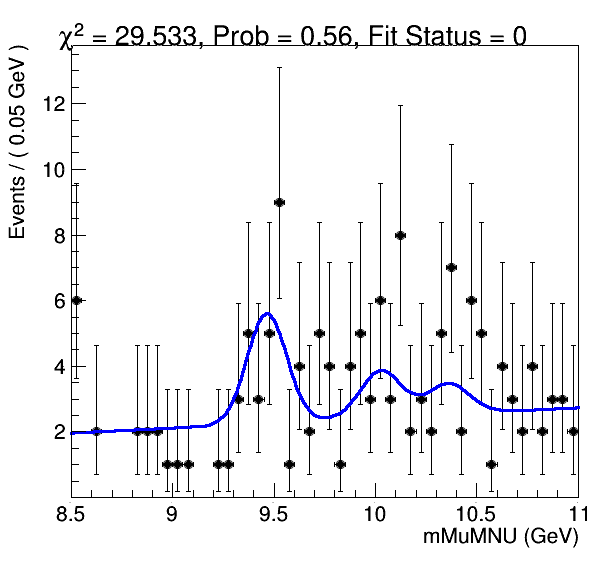 χ² = 29.533, Prob = 0.56, Fit Status = 0
Events / ( 0.05 GeV )
12
10
8
6
4
2
8.5 9 9.5 10 10.5 11
mMuMNU (GeV)